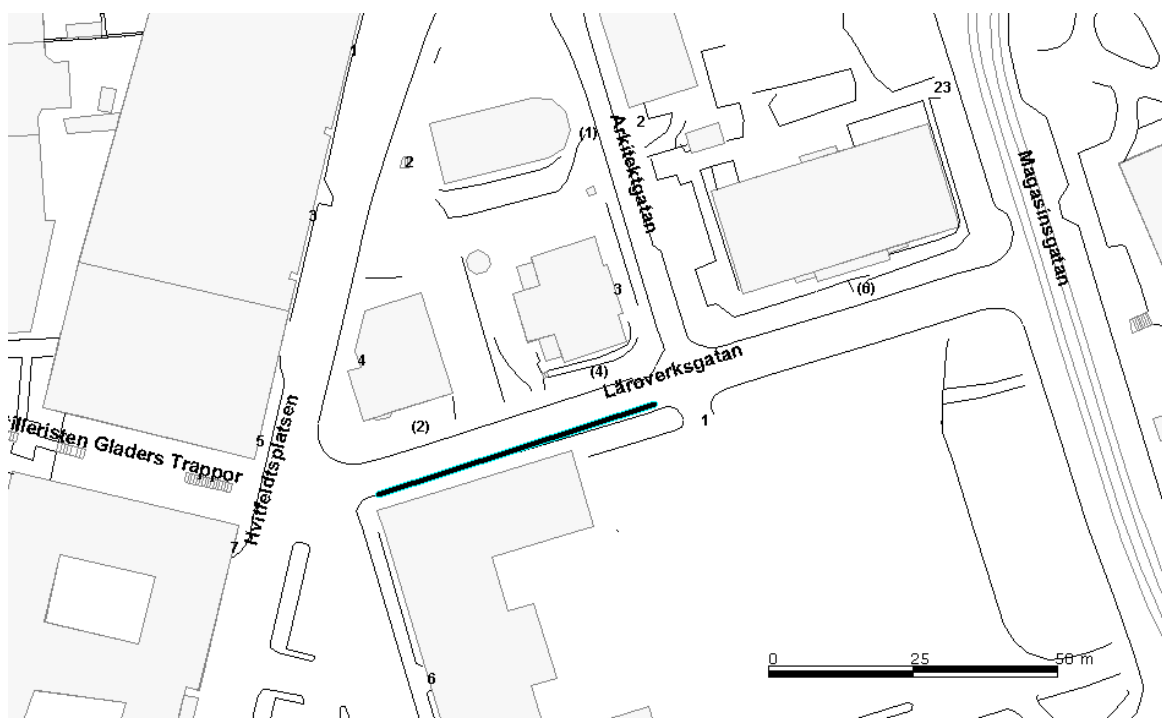 1
23
2
(1)
Arkitektgatan
2
Magasinsgatan
3
3
(6)
4
Läroverksgatan
(4)
1
(2)
5
Hvitfeldtsplatsen
Gladers Trappor
7
6
0 25 50 m